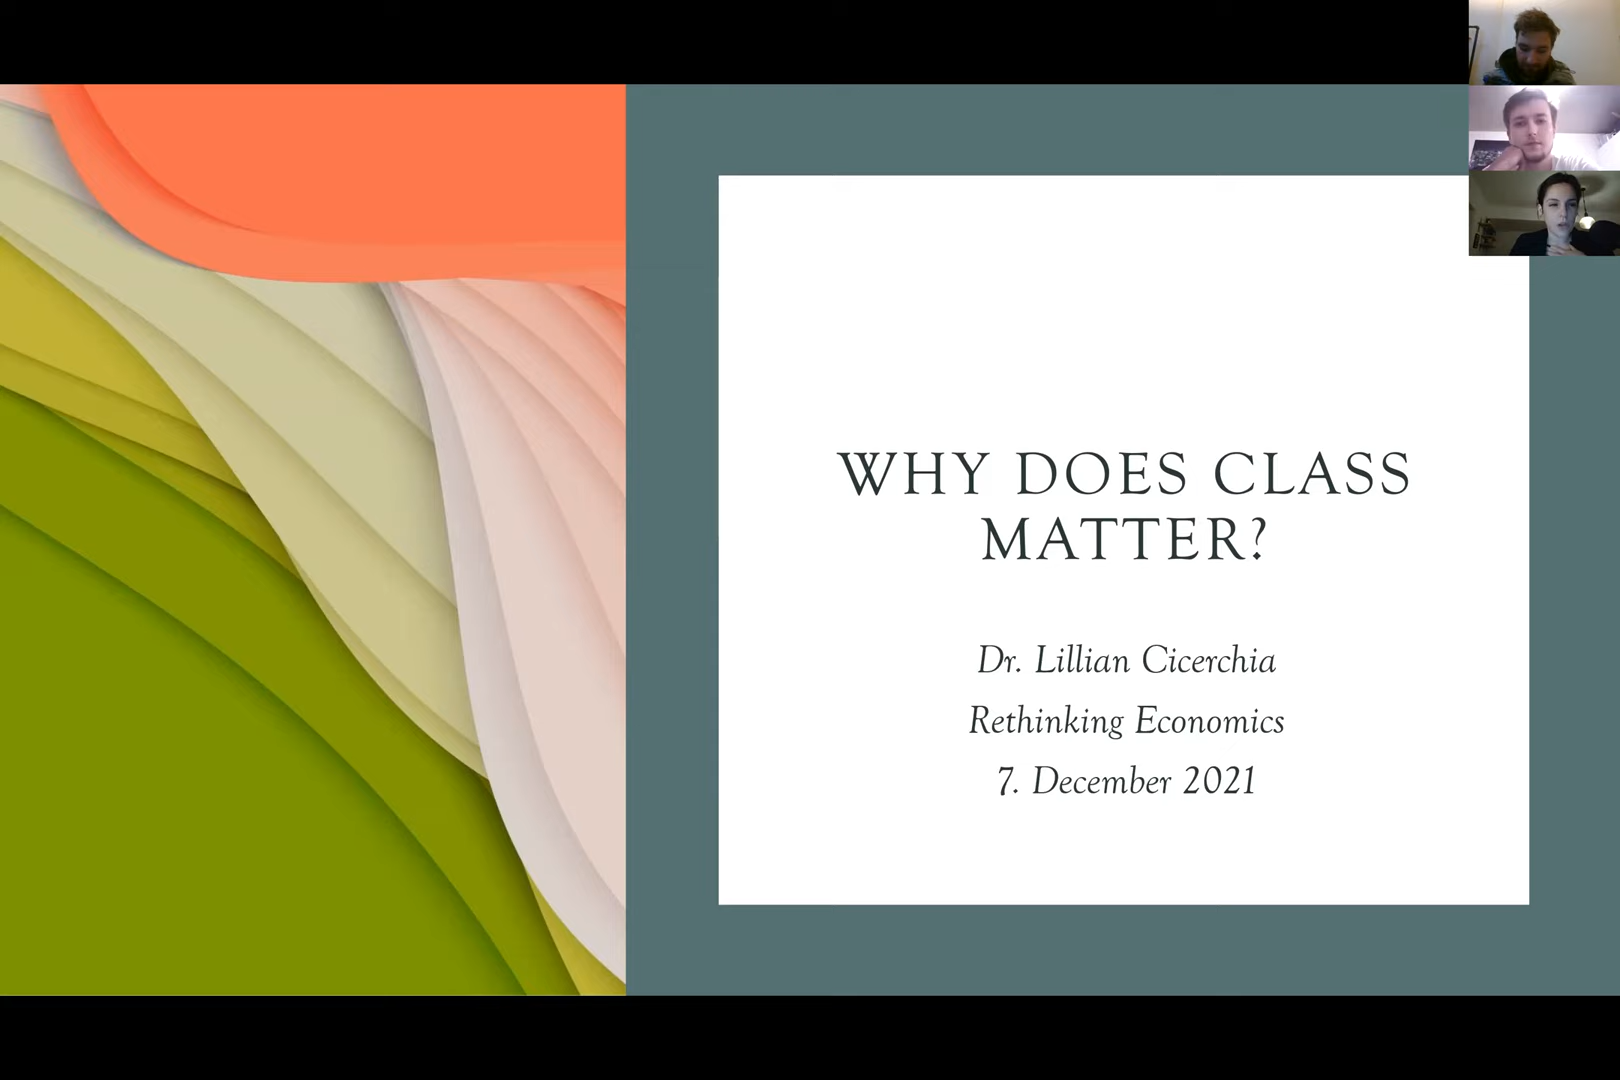 WHY DOES CLASS
MATTER?
Dr. Lillian Cicerchia
Rethinking Economics
7. December 2021